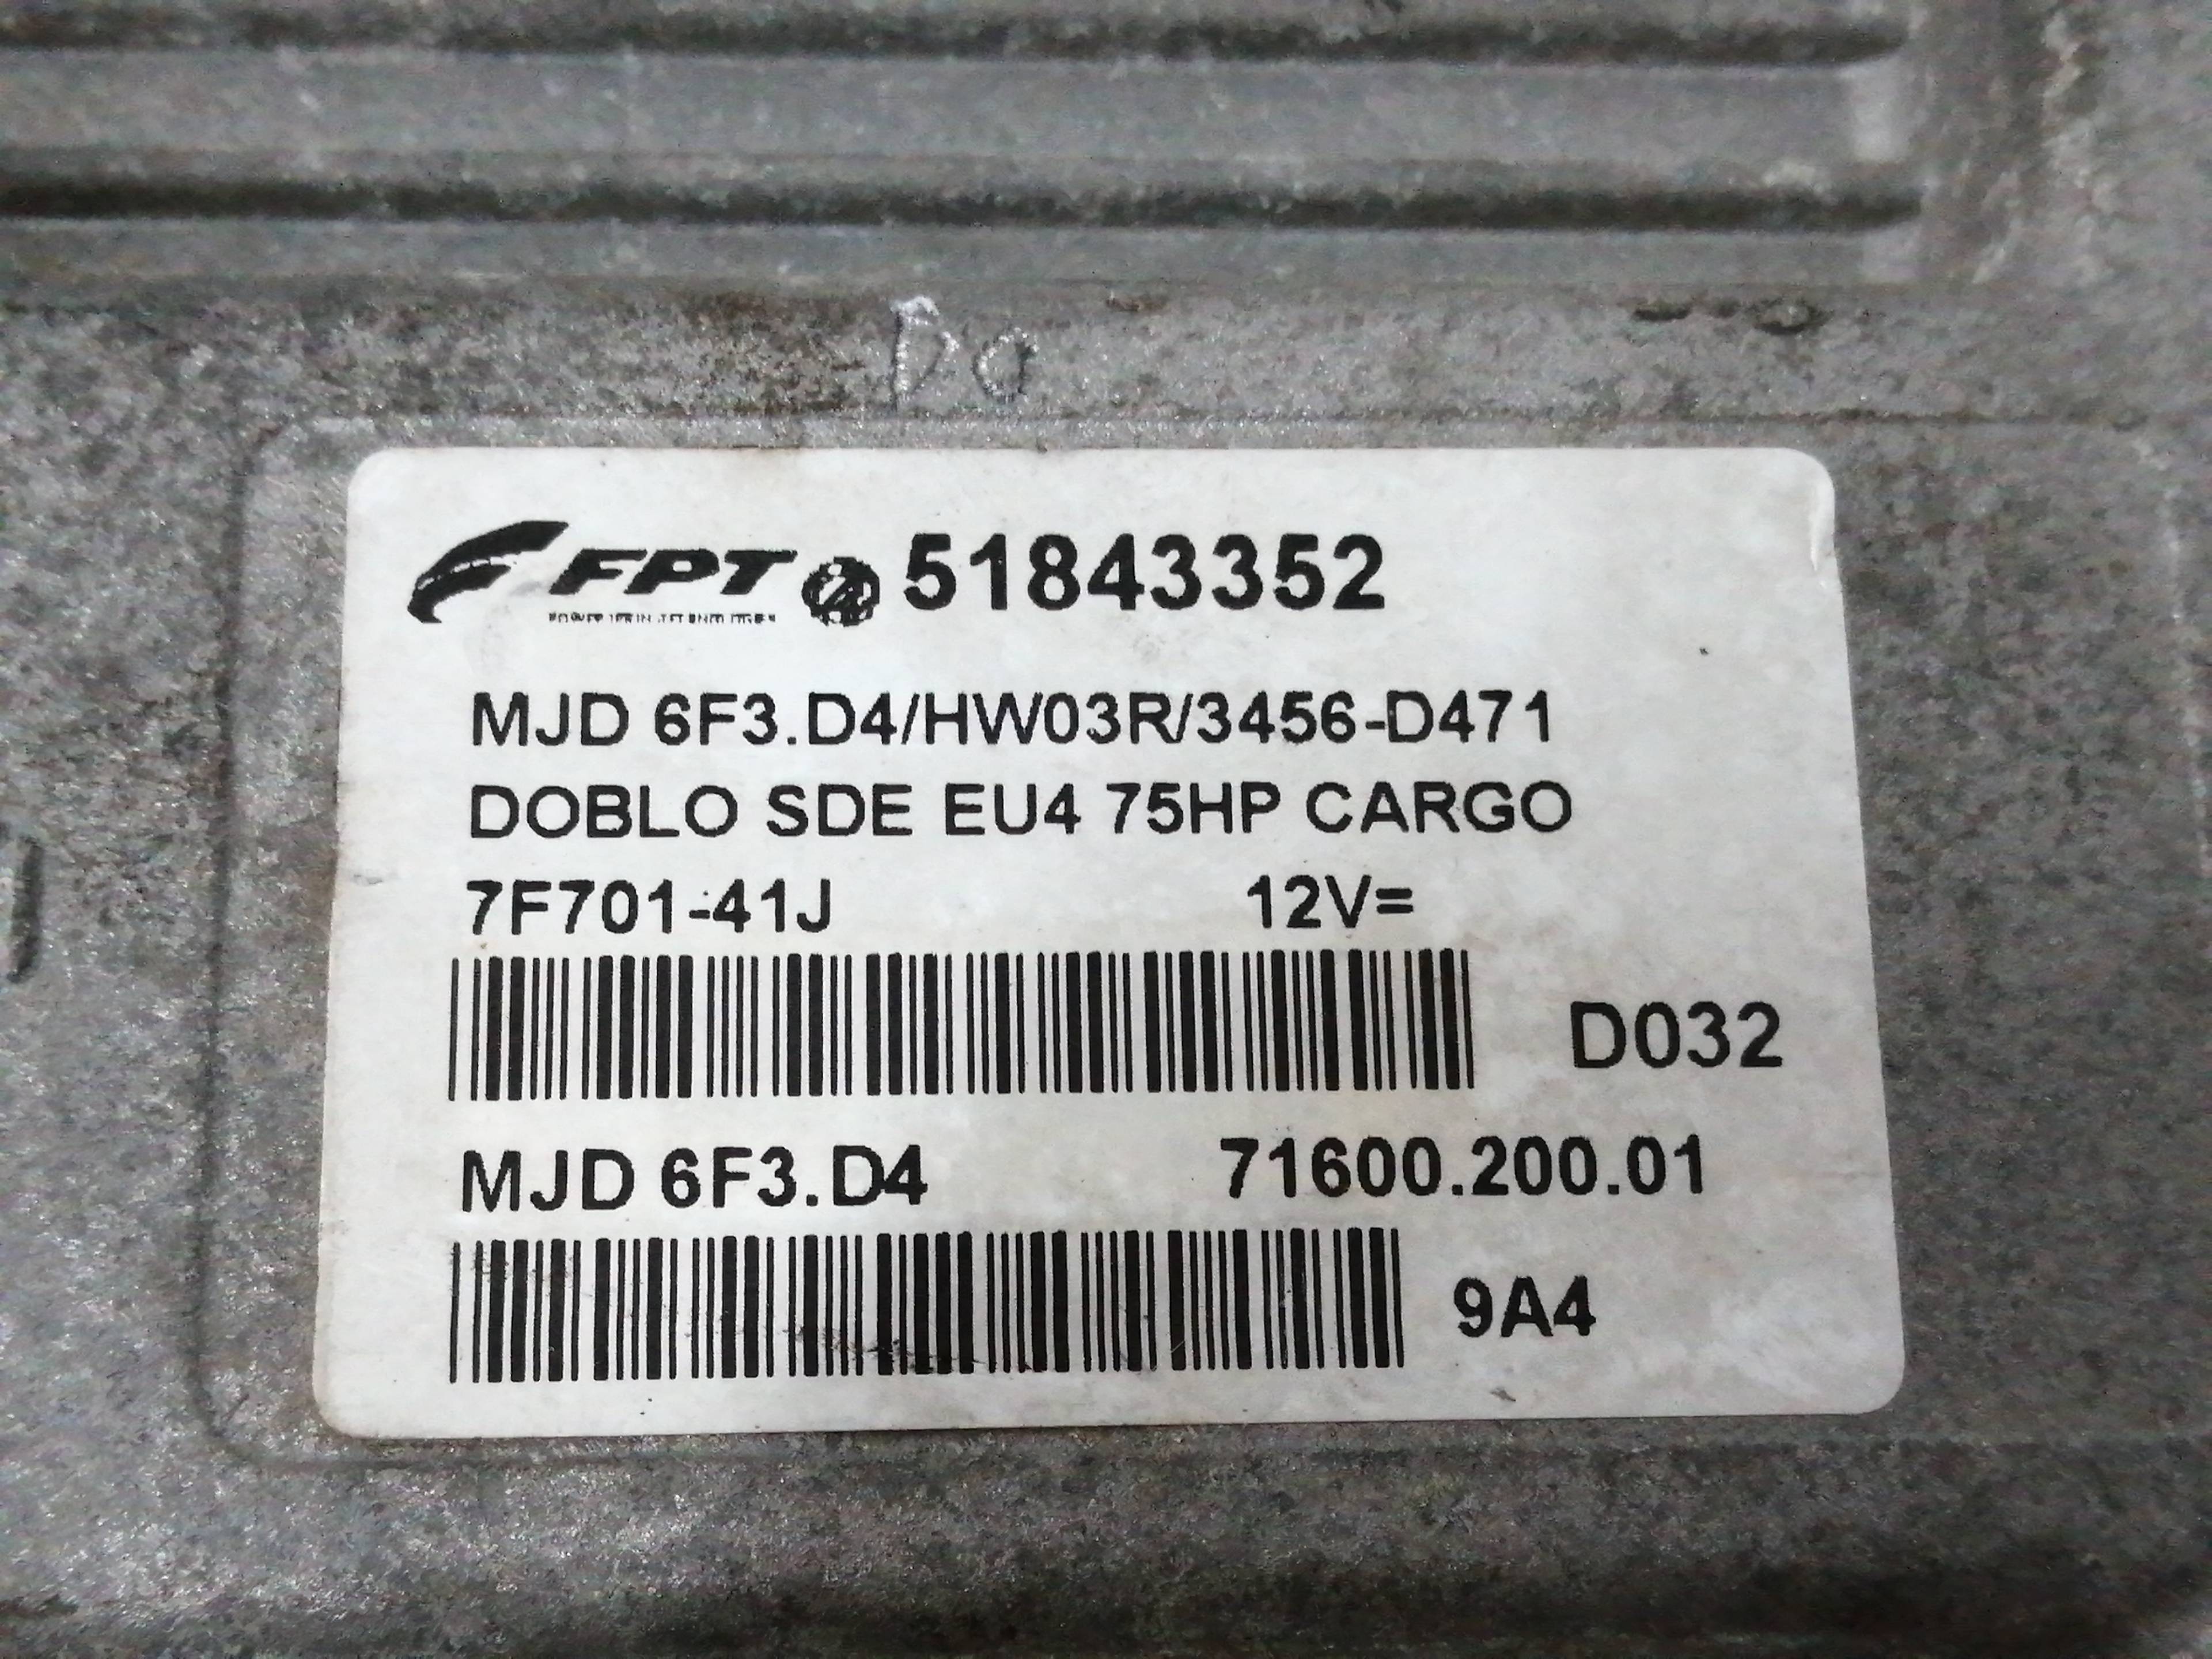 Do
FPT 51843352
MJD 6F3.D4/HW03R/3456-D471
DOBLO SDE EU4 75HP CARGO
7F701-41J 12V=
D032
MJD 6F3.D4 71600.200.01
9A4